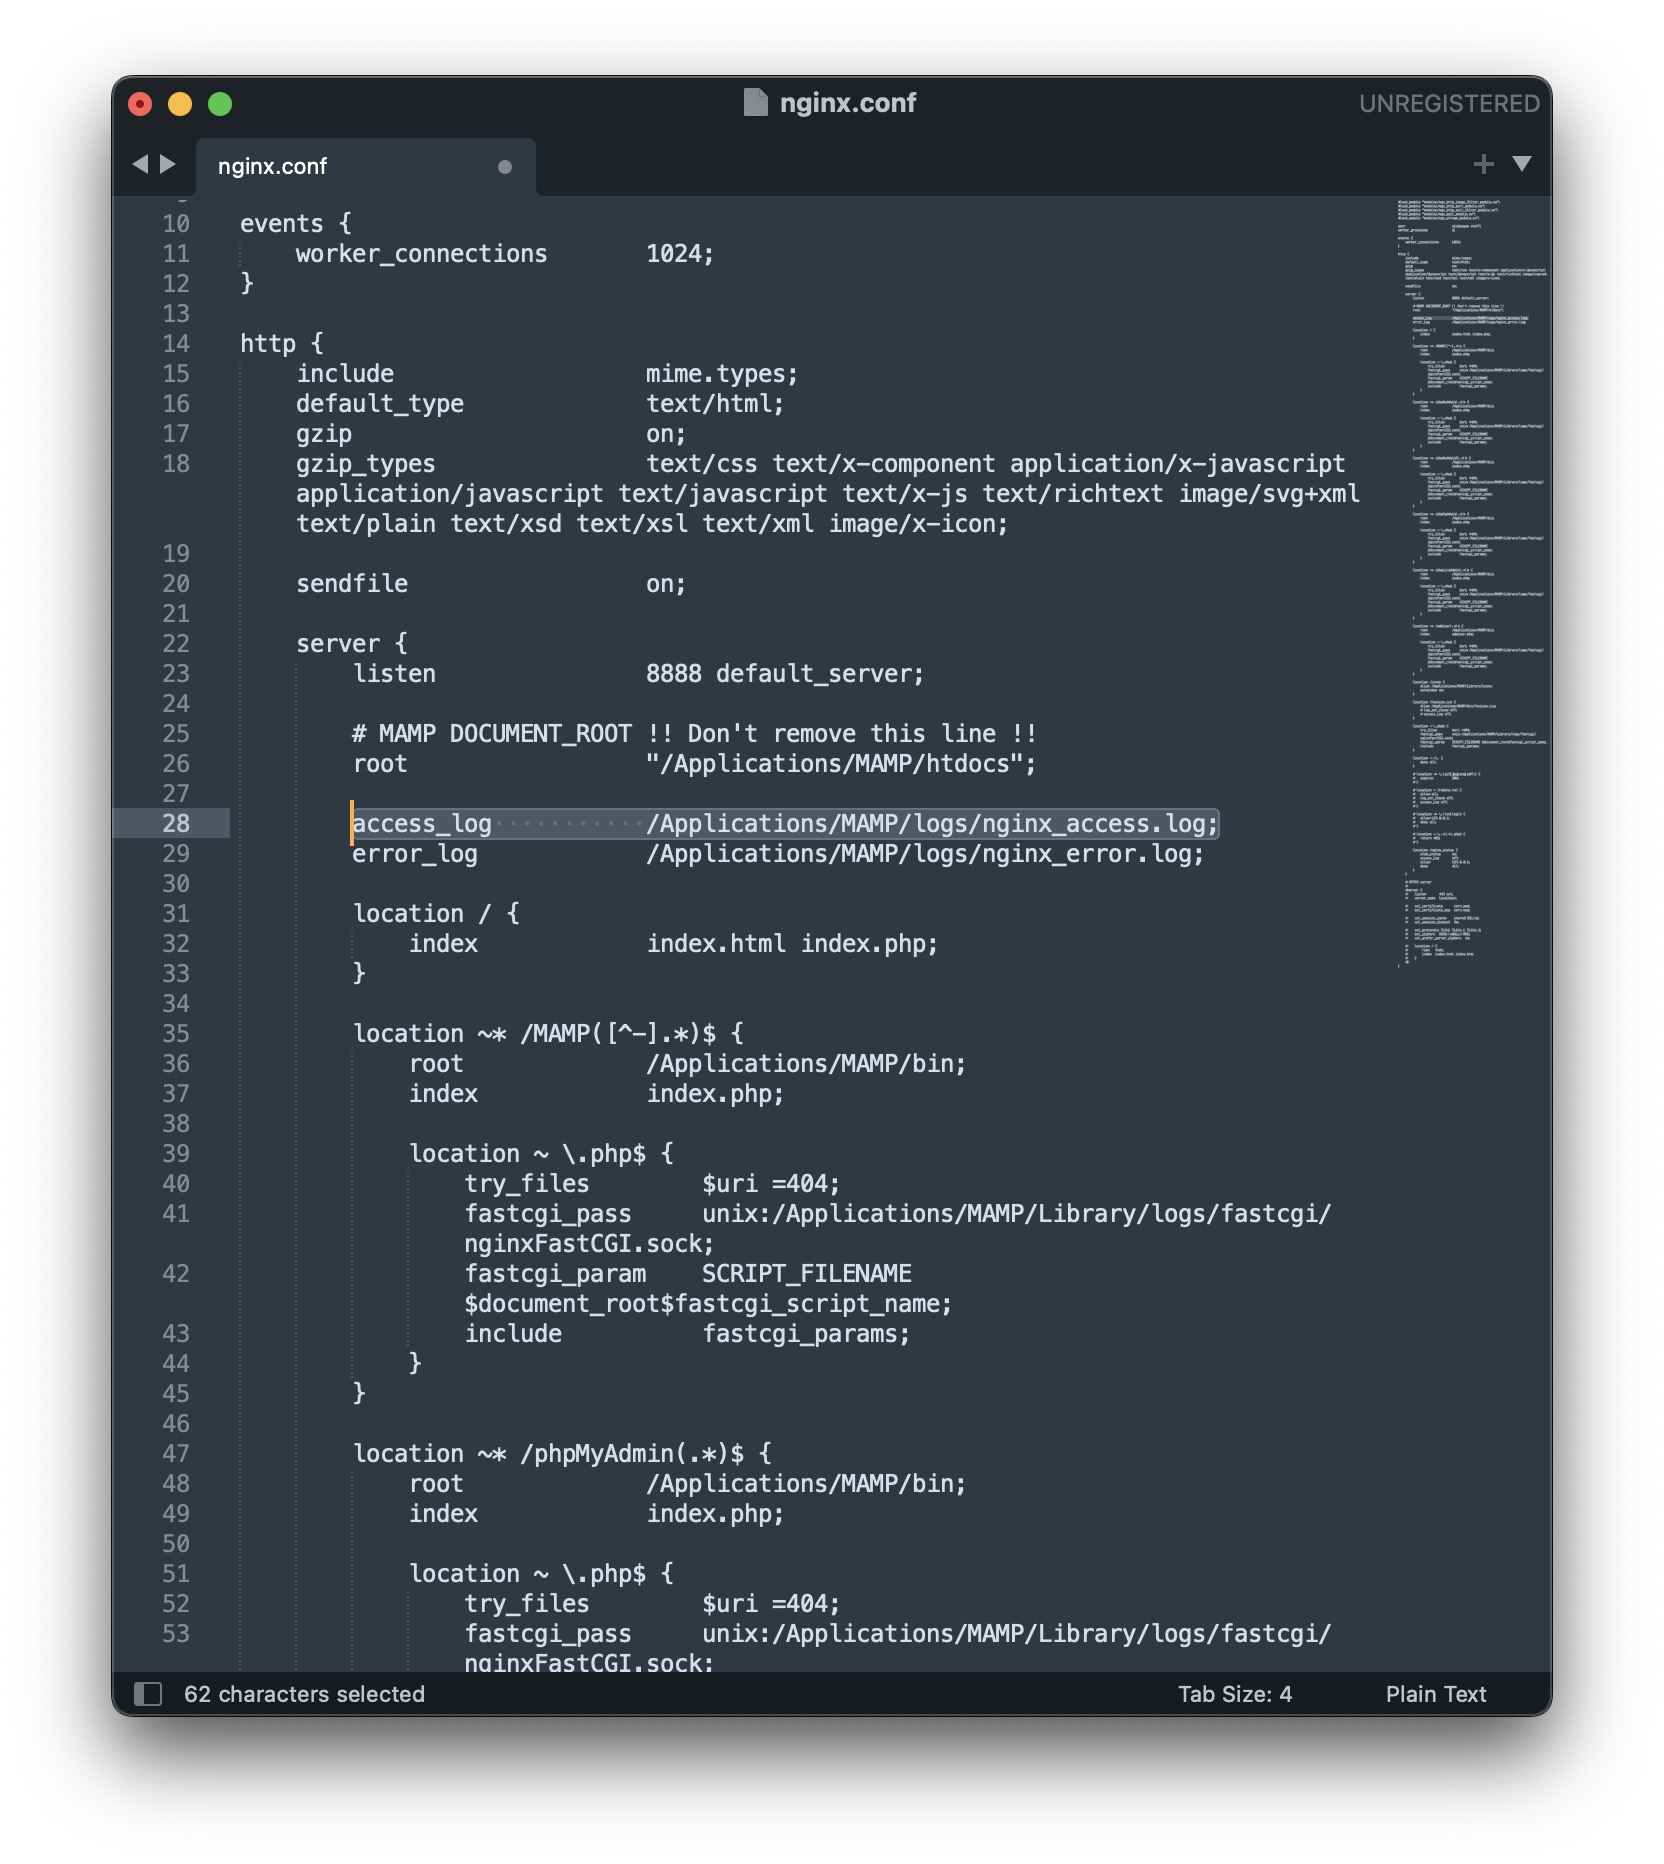 nginx.conf
UNREGISTERED
nginx.conf
10 events {
11 worker_connections 1024;
12 }
13
14 http {
15 include mime.types;
16 default_type text/html;
17 gzip on;
18 gzip_types text/css text/x-component application/x-javascript
application/javascript text/javascript text/x-js text/richtext image/svg+xml
text/plain text/xsd text/xsl text/xml image/x-icon;
19
20 sendfile on;
21
22 server {
23 listen 8888 default_server;
24
25 # MAMP DOCUMENT_ROOT !! Don't remove this line !!
26 root "/Applications/MAMP/htdocs";
27
28 access_log /Applications/MAMP/logs/nginx_access.log;
29 error_log /Applications/MAMP/logs/nginx_error.log;
30
31 location / {
32 index index.html index.php;
33 }
34
35 location ~* /MAMP([^-].*)$ {
36 root /Applications/MAMP/bin;
37 index index.php;
38
39 location ~ \.php$ {
40 try_files $uri =404;
41 fastcgi_pass unix:/Applications/MAMP/Library/logs/fastcgi/
nginxFastCGI.sock;
42 fastcgi_param SCRIPT_FILENAME
$document_root$fastcgi_script_name;
43 include fastcgi_params;
44 }
45 }
46
47 location ~* /phpMyAdmin(.*)$ {
48 root /Applications/MAMP/bin;
49 index index.php;
50
51 location ~ \.php$ {
52 try_files $uri =404;
53 fastcgi_pass unix:/Applications/MAMP/Library/logs/fastcgi/
nginxFastCGI.sock;
62 characters selected
Tab Size: 4
Plain Text